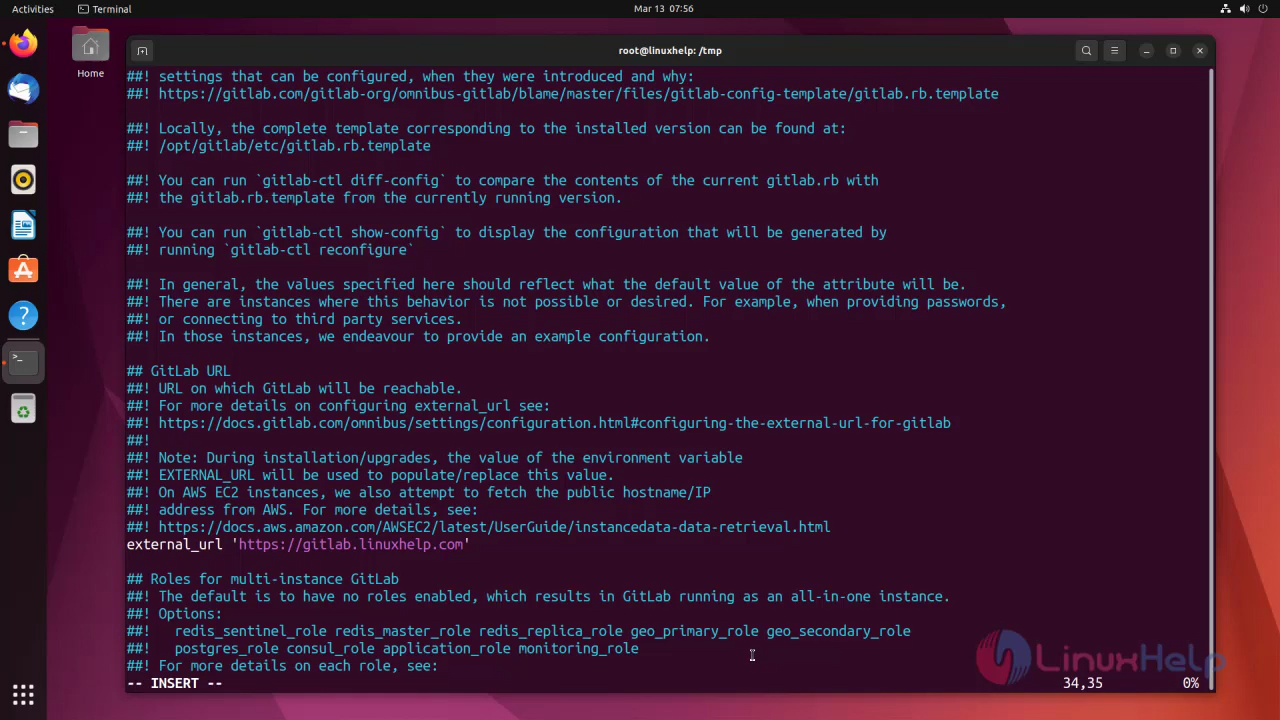 Activities
Terminal
Mar 13 07:56
Home
root@linuxhelp: /tmp
##! settings that can be configured, when they were introduced and why:
##! https://gitlab.com/gitlab-org/omnibus-gitlab/blame/master/files/gitlab-config-template/gitlab.rb.template
##! Locally, the complete template corresponding to the installed version can be found at:
##! /opt/gitlab/etc/gitlab.rb.template
##! You can run `gitlab-ctl diff-config` to compare the contents of the current gitlab.rb with
##! the gitlab.rb.template from the currently running version.
##! You can run `gitlab-ctl show-config` to display the configuration that will be generated by
##! running `gitlab-ctl reconfigure`
##! In general, the values specified here should reflect what the default value of the attribute will be.
##! There are instances where this behavior is not possible or desired. For example, when providing passwords,
##! or connecting to third party services.
##! In those instances, we endeavour to provide an example configuration.
## GitLab URL
##! URL on which GitLab will be reachable.
##! For more details on configuring external_url see:
##! https://docs.gitlab.com/omnibus/settings/configuration.html#configuring-the-external-url-for-gitlab
##!
##! Note: During installation/upgrades, the value of the environment variable
##! EXTERNAL_URL will be used to populate/replace this value.
##! On AWS EC2 instances, we also attempt to fetch the public hostname/IP
##! address from AWS. For more details, see:
##! https://docs.aws.amazon.com/AWSEC2/latest/UserGuide/instancedata-data-retrieval.html
external_url 'https://gitlab.linuxhelp.com'
## Roles for multi-instance GitLab
##! The default is to have no roles enabled, which results in GitLab running as an all-in-one instance.
##! Options:
##!   redis_sentinel_role redis_master_role redis_replica_role geo_primary_role geo_secondary_role
##!   postgres_role consul_role application_role monitoring_role
##! For more details on each role, see:
-- INSERT --
34,35
0%
LinuxHelp